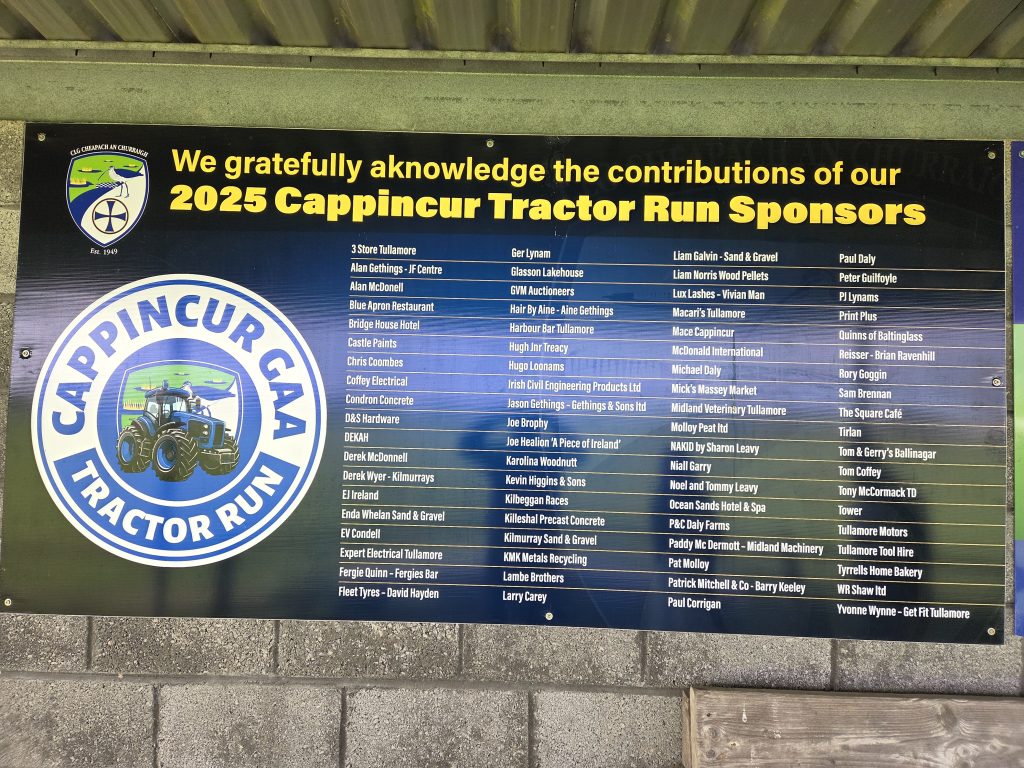 CLG CHEAPACH AN CHURRAIGH
Est. 1949
We gratefully aknowledge the contributions of our
2025 Cappincur Tractor Run Sponsors
CAPPINCUR GAA
TRACTOR RUN
3 Store Tullamore
Alan Gethings - JF Centre
Alan McDonell
Blue Apron Restaurant
Bridge House Hotel
Castle Paints
Chris Coombes
Coffey Electrical
Condron Concrete
D&S Hardware
DEKAH
Derek McDonnell
Derek Wyer - Kilmurrays
EJ Ireland
Enda Whelan Sand & Gravel
EV Condell
Expert Electrical Tullamore
Fergie Quinn – Fergies Bar
Fleet Tyres – David Hayden
Ger Lynam
Glasson Lakehouse
GVM Auctioneers
Hair By Aine - Aine Gethings
Harbour Bar Tullamore
Hugh Jnr Treacy
Hugo Loonams
Irish Civil Engineering Products Ltd
Jason Gethings – Gethings & Sons ltd
Joe Brophy
Joe Healion ‘A Piece of Ireland’
Karolina Woodnutt
Kevin Higgins & Sons
Kilbeggan Races
Killeshal Precast Concrete
Kilmurray Sand & Gravel
KMK Metals Recycling
Lambe Brothers
Larry Carey
Liam Galvin - Sand & Gravel
Liam Norris Wood Pellets
Lux Lashes – Vivian Man
Macari’s Tullamore
Mace Cappincur
McDonald International
Michael Daly
Mick’s Massey Market
Midland Veterinary Tullamore
Molloy Peat ltd
NAKID by Sharon Leavy
Niall Garry
Noel and Tommy Leavy
Ocean Sands Hotel & Spa
P&C Daly Farms
Paddy Mc Dermott – Midland Machinery
Pat Molloy
Patrick Mitchell & Co - Barry Keeley
Paul Corrigan
Paul Daly
Peter Guilfoyle
PJ Lynams
Print Plus
Quinns of Baltinglass
Reisser - Brian Ravenhill
Rory Goggin
Sam Brennan
The Square Café
Tirlan
Tom & Gerry’s Ballinagar
Tom Coffey
Tony McCormack TD
Tower
Tullamore Motors
Tullamore Tool Hire
Tyrrells Home Bakery
WR Shaw ltd
Yvonne Wynne – Get Fit Tullamore